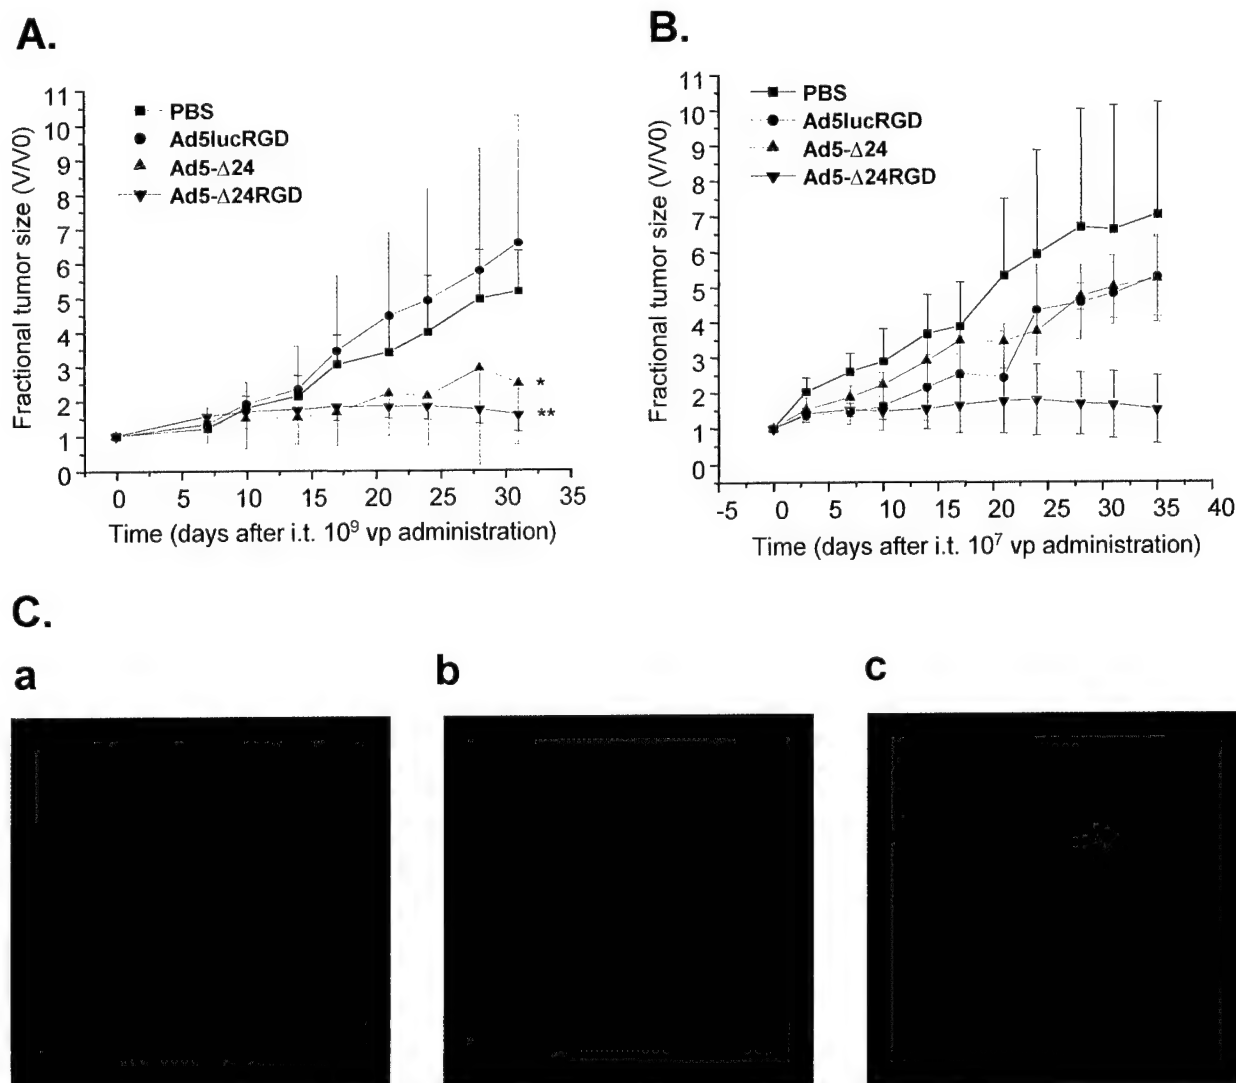 A.
B.
PBS
Ad5lucRGD
Ad5-Δ24
Ad5-Δ24RGD
Fractional tumor size (V/V0)
11
10
9
8
7
6
5
4
3
2
1
0
*
**
0 5 10 15 20 25 30 35
Time (days after i.t. 10⁹ vp administration)
PBS
Ad5lucRGD
Ad5-Δ24
Ad5-Δ24RGD
Fractional tumor size (V/V0)
11
10
9
8
7
6
5
4
3
2
1
0
-5 0 5 10 15 20 25 30 35 40
Time (days after i.t. 10⁷ vp administration)
C.
a
b
c